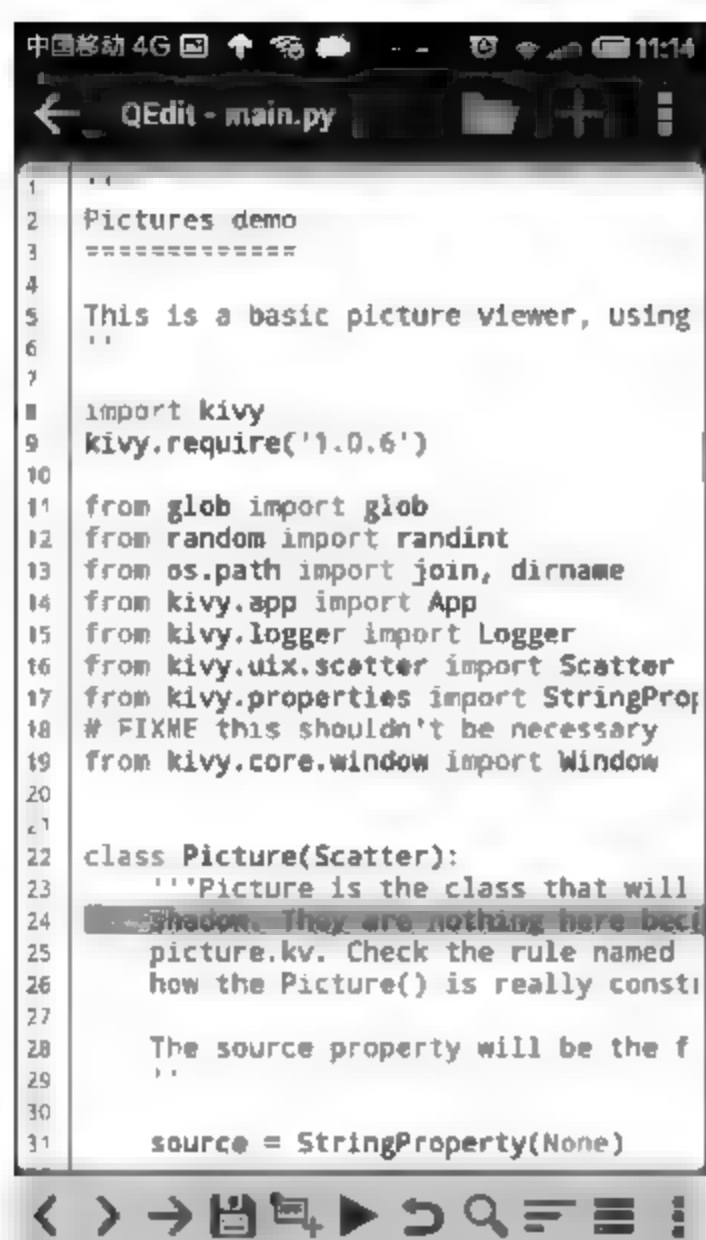 中国移动 4G 11:14
QEdit - main.py
1 ''
2 Pictures demo
3 =============
4
5 This is a basic picture viewer, using
6 ''
7
8 import kivy
9 kivy.require('1.0.6')
10
11 from glob import glob
12 from random import randint
13 from os.path import join, dirname
14 from kivy.app import App
15 from kivy.logger import Logger
16 from kivy.uix.scatter import Scatter
17 from kivy.properties import StringProp
18 # FIXME this shouldn't be necessary
19 from kivy.core.window import Window
20
21
22 class Picture(Scatter):
23 '''Picture is the class that will
24 shadow. They are nothing here beca
25 picture.kv. Check the rule named
26 how the Picture() is really constr
27
28 The source property will be the f
29 ''
30
31 source = StringProperty(None)